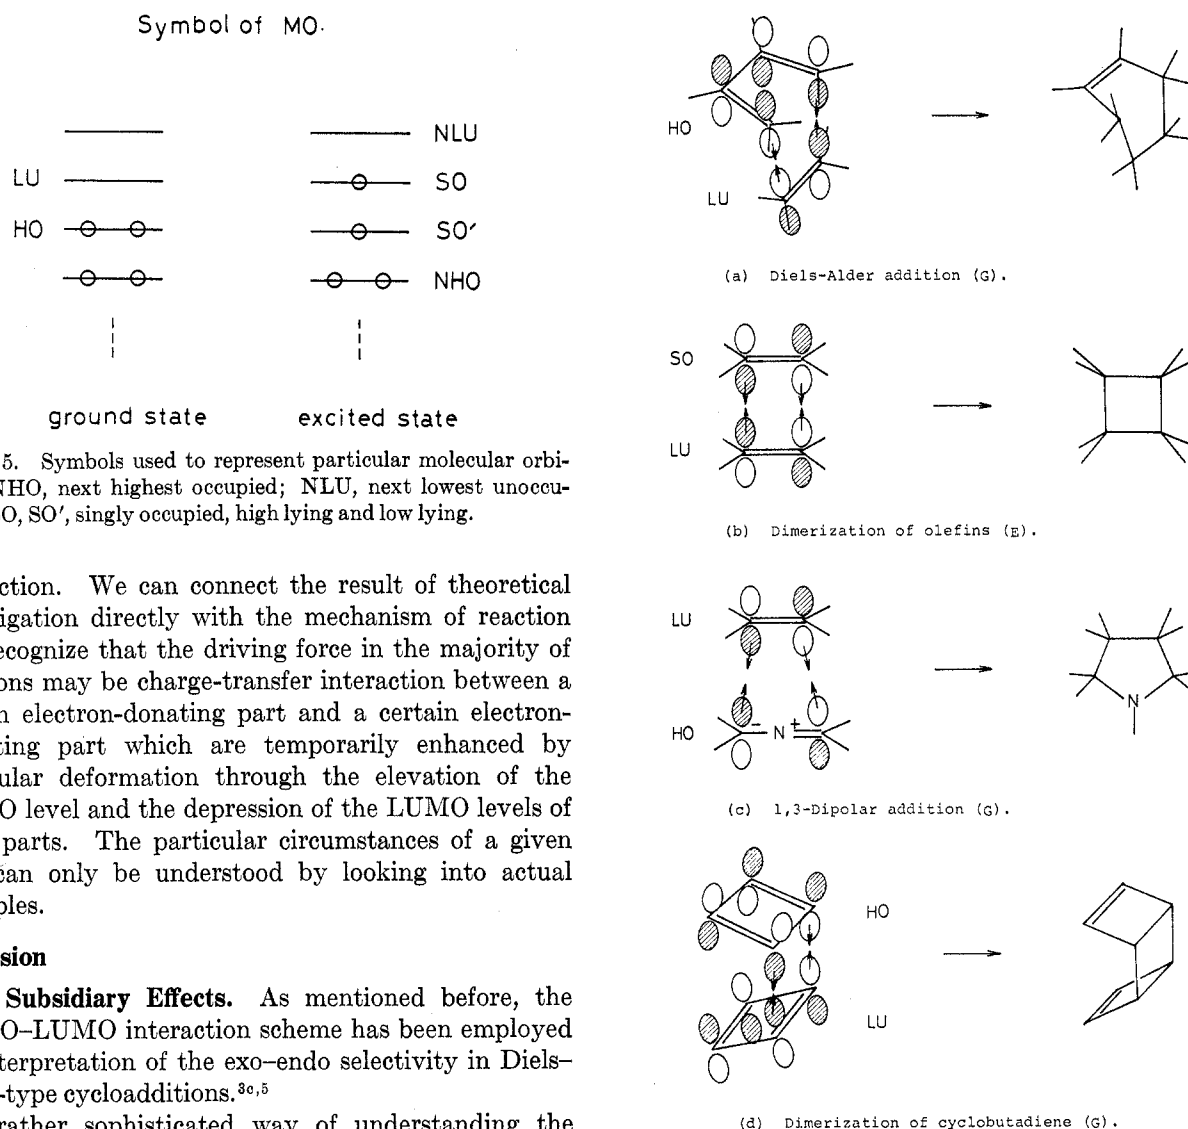 Symbol of MO.
NLU
LU
SO
HO
SO′
NHO
ground state
excited state
5. Symbols used to represent particular molecular orbi-
NHO, next highest occupied; NLU, next lowest unoccu-
O, SO′, singly occupied, high lying and low lying.
ction. We can connect the result of theoretical
igation directly with the mechanism of reaction
ecognize that the driving force in the majority of
ons may be charge-transfer interaction between a
n electron-donating part and a certain electron-
ting part which are temporarily enhanced by
ular deformation through the elevation of the
O level and the depression of the LUMO levels of
parts. The particular circumstances of a given
can only be understood by looking into actual
ples.
sion
Subsidiary Effects. As mentioned before, the
O–LUMO interaction scheme has been employed
terpretation of the exo–endo selectivity in Diels–
-type cycloadditions.3c,5
rather sophisticated way of understanding the
HO
LU
(a) Diels-Alder addition (G).
SO
LU
(b) Dimerization of olefins (E).
LU
HO
− N +
N
(c) 1,3-Dipolar addition (G).
HO
LU
(d) Dimerization of cyclobutadiene (G).